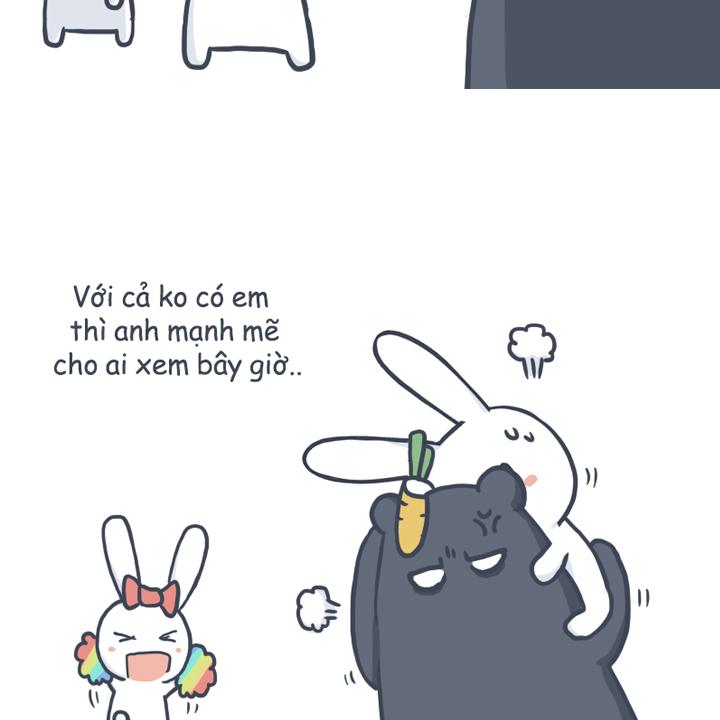 Với cả ko có em
thì anh mạnh mẽ
cho ai xem bây giờ..